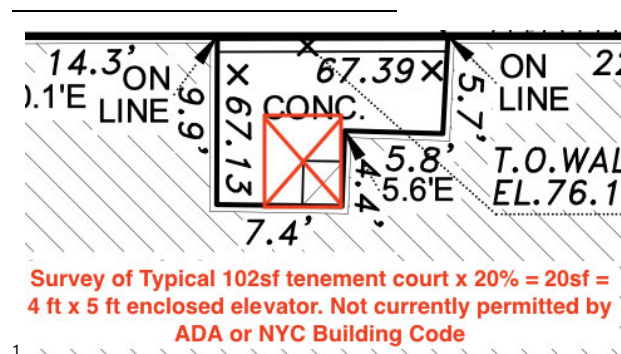 14.3' ON 67.39 ON
0.1'E LINE 9.9' 67.13 CONC. 5.7' LINE
5.8' T.O.WAL
4.4' 5.6'E EL.76.1
7.4'
Survey of Typical 102sf tenement court x 20% = 20sf =
4 ft x 5 ft enclosed elevator. Not currently permitted by
ADA or NYC Building Code
1